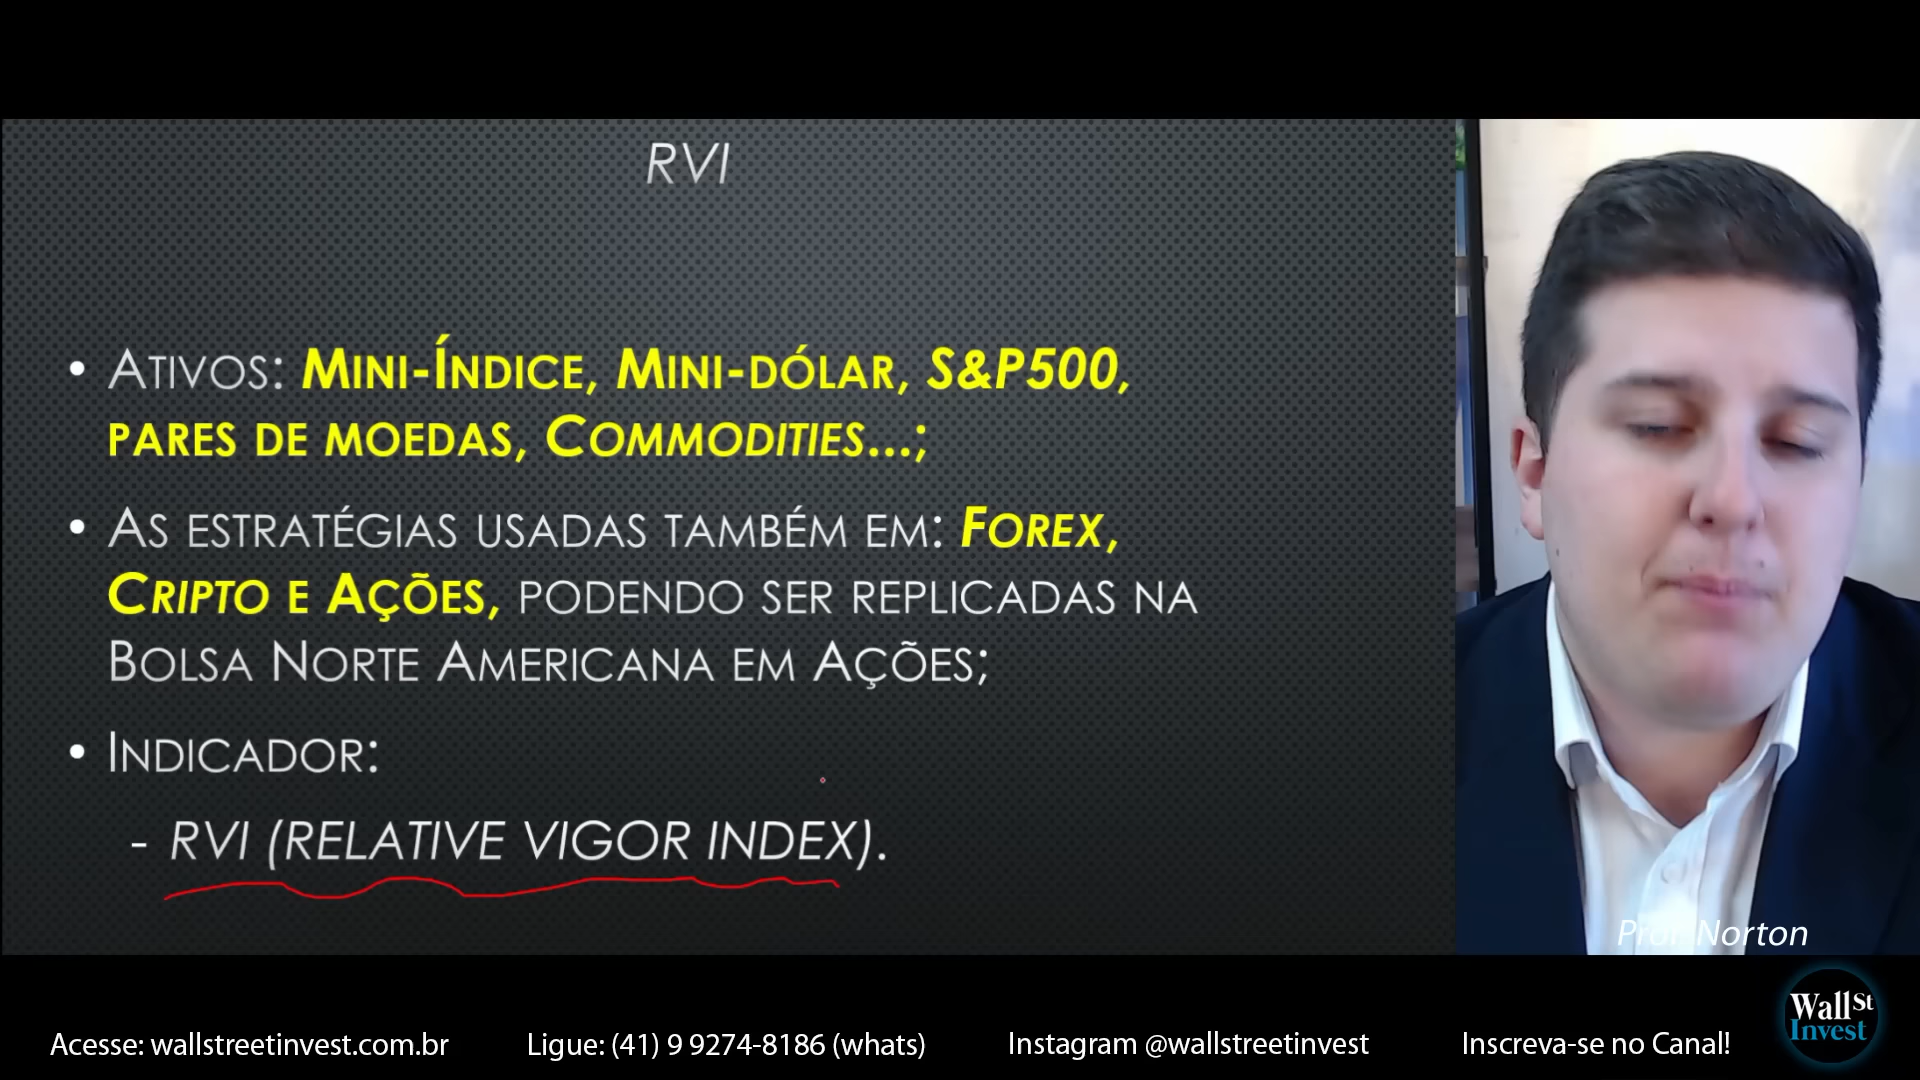 RVI
• Ativos: Mini-Índice, Mini-dólar, S&P500,
pares de moedas, Commodities...;
• As estratégias usadas também em: Forex,
Cripto e Ações, podendo ser replicadas na
Bolsa Norte Americana em Ações;
• Indicador:
- RVI (RELATIVE VIGOR INDEX).
Prof. Norton
Wall St
Invest
Acesse: wallstreetinvest.com.br Ligue: (41) 9 9274-8186 (whats) Instagram @wallstreetinvest Inscreva-se no Canal!